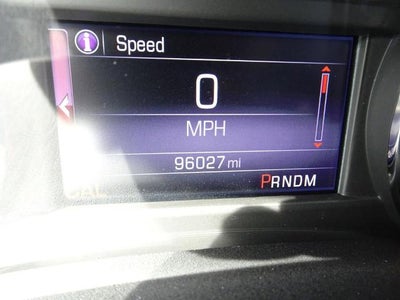 i Speed
0
MPH
96027 mi
PRNDM